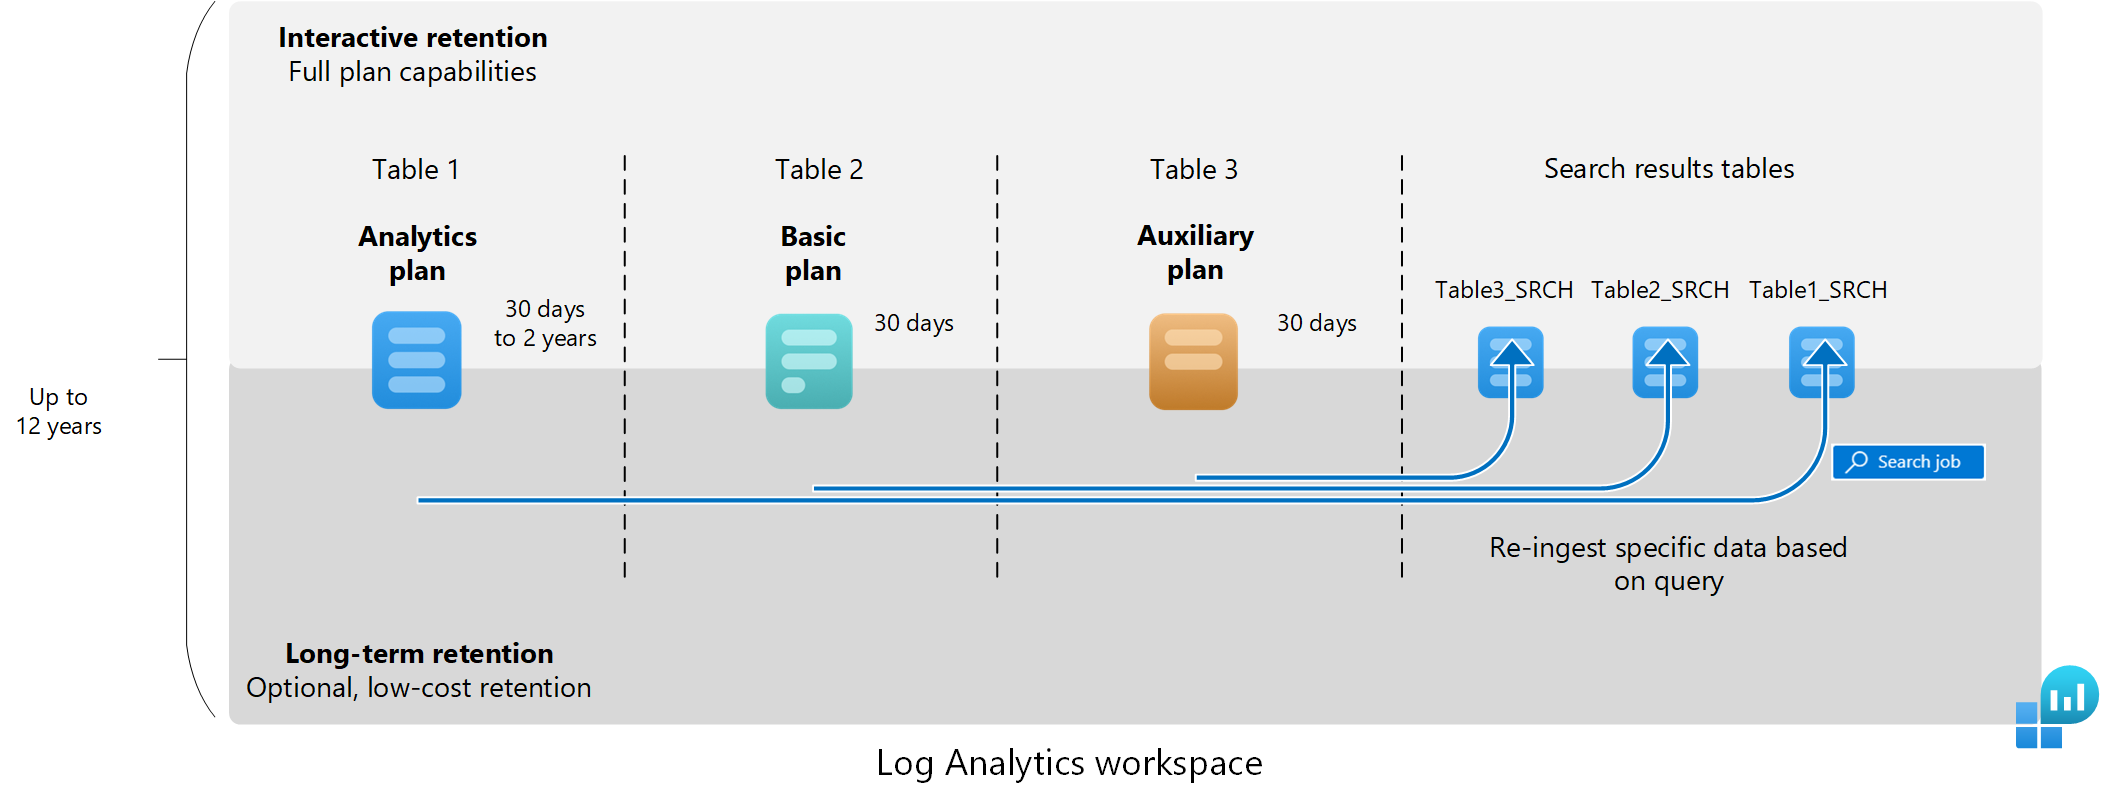 Interactive retention
Full plan capabilities
Table 1
Table 2
Table 3
Search results tables
Analytics
plan
Basic
plan
Auxiliary
plan
30 days
to 2 years
30 days
30 days
Table3_SRCH
Table2_SRCH
Table1_SRCH
Up to
12 years
Search job
Re-ingest specific data based
on query
Long-term retention
Optional, low-cost retention
Log Analytics workspace